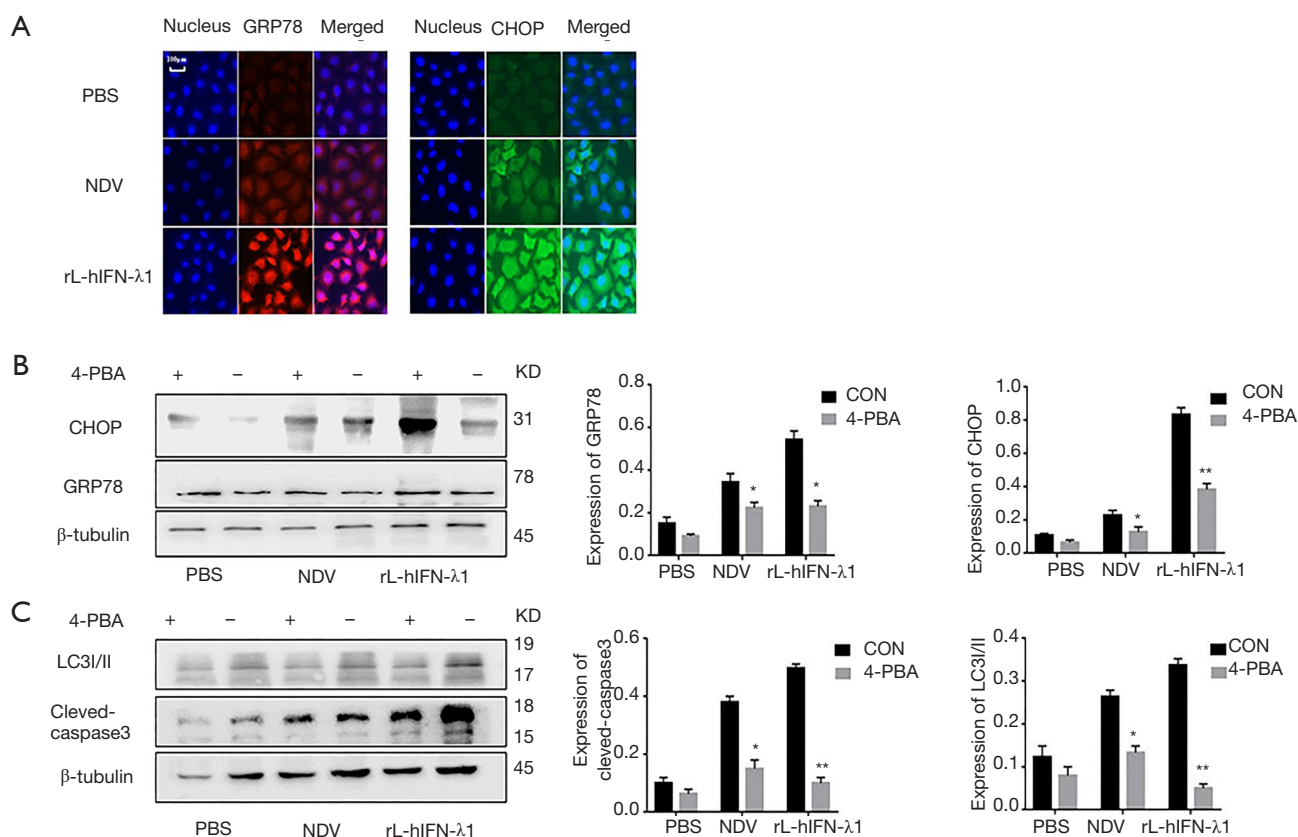 A
Nucleus GRP78 Merged
Nucleus CHOP Merged
200μm
PBS
NDV
rL-hIFN-λ1
B
4-PBA + − + − + − KD
CHOP 31
GRP78 78
β-tubulin 45
PBS NDV rL-hIFN-λ1
Expression of GRP78
0.8
0.6
0.4
0.2
0.0
CON
4-PBA
* *
PBS NDV rL-hIFN-λ1
Expression of CHOP
1.0
0.8
0.6
0.4
0.2
0.0
CON
4-PBA
* **
PBS NDV rL-hIFN-λ1
C
4-PBA + − + − + − KD
19
LC3I/II
17
Cleved-
caspase3
18
15
β-tubulin 45
PBS NDV rL-hIFN-λ1
Expression of
cleved-caspase3
0.6
0.4
0.2
0.0
CON
4-PBA
* **
PBS NDV rL-hIFN-λ1
Expression of LC3I/II
0.4
0.3
0.2
0.1
0.0
CON
4-PBA
* **
PBS NDV rL-hIFN-λ1